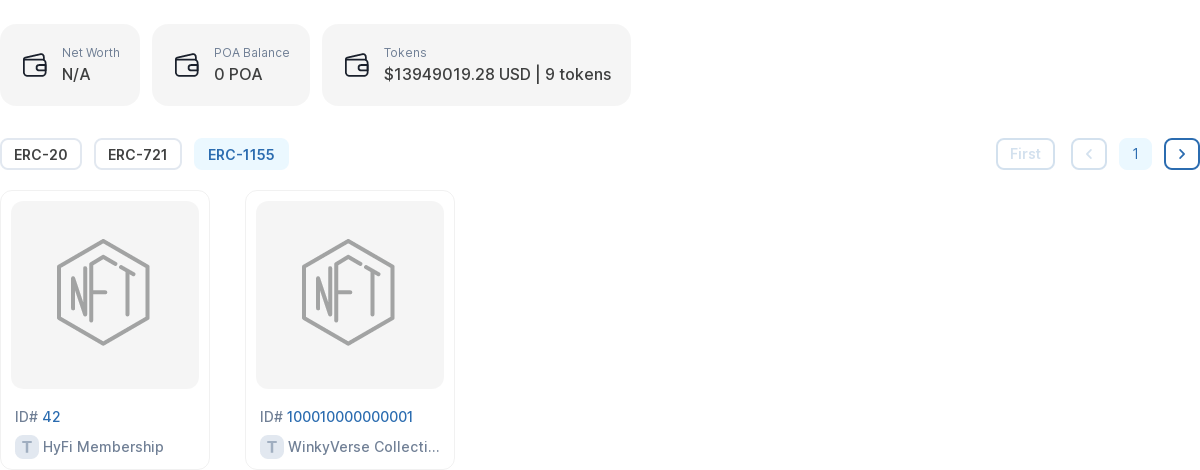 Net Worth
N/A
POA Balance
0 POA
Tokens
$13949019.28 USD | 9 tokens
ERC-20 ERC-721 ERC-1155 First 1
NFT NFT
ID# 42
T HyFi Membership
ID# 100010000000001
T WinkyVerse Collecti...